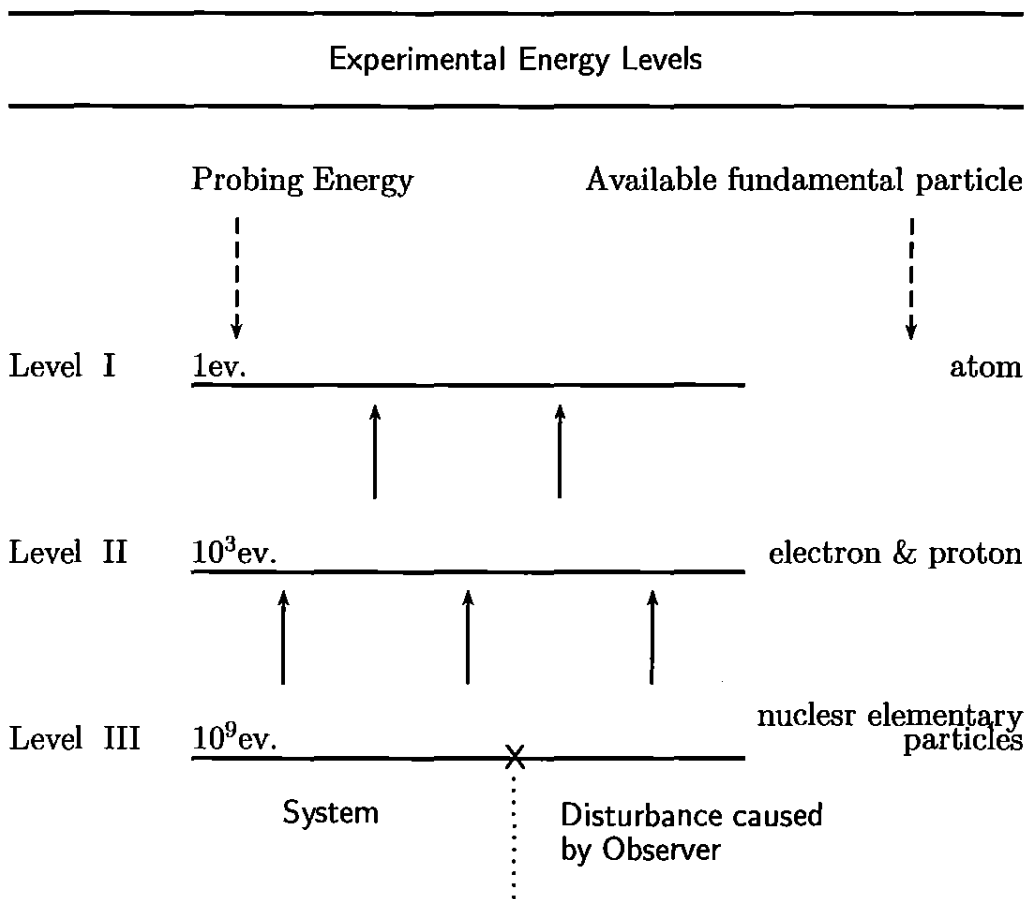 Experimental Energy Levels
Probing Energy Available fundamental particle
Level I 1ev. atom
Level II 10³ev. electron & proton
nuclesr elementary
Level III 10⁹ev. particles
System Disturbance caused
by Observer